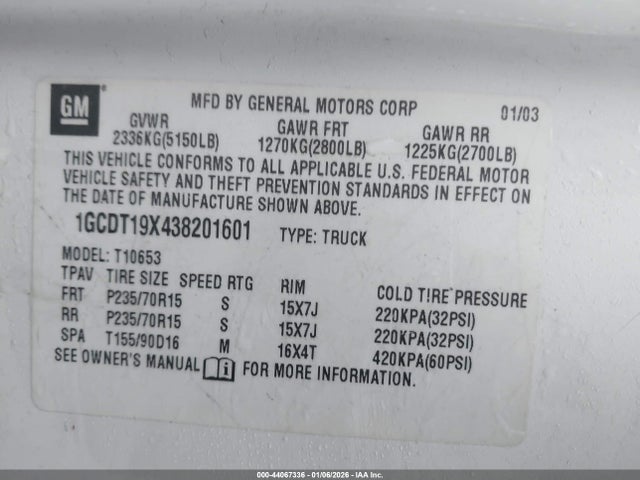 GM
MFD BY GENERAL MOTORS CORP 01/03
GVWR GAWR FRT GAWR RR
2336KG(5150LB) 1270KG(2800LB) 1225KG(2700LB)
THIS VEHICLE CONFORMS TO ALL APPLICABLE U.S. FEDERAL MOTOR
VEHICLE SAFETY AND THEFT PREVENTION STANDARDS IN EFFECT ON
THE DATE OF MANUFACTURE SHOWN ABOVE.
1GCDT19X438201601 TYPE: TRUCK
MODEL: T10653
TPAV TIRE SIZE SPEED RTG RIM COLD TIRE PRESSURE
FRT P235/70R15 S 15X7J 220KPA(32PSI)
RR P235/70R15 S 15X7J 220KPA(32PSI)
SPA T155/90D16 M 16X4T 420KPA(60PSI)
SEE OWNER'S MANUAL i FOR MORE INFORMATION.
000-44067336 - 01/06/2026 - IAA Inc.